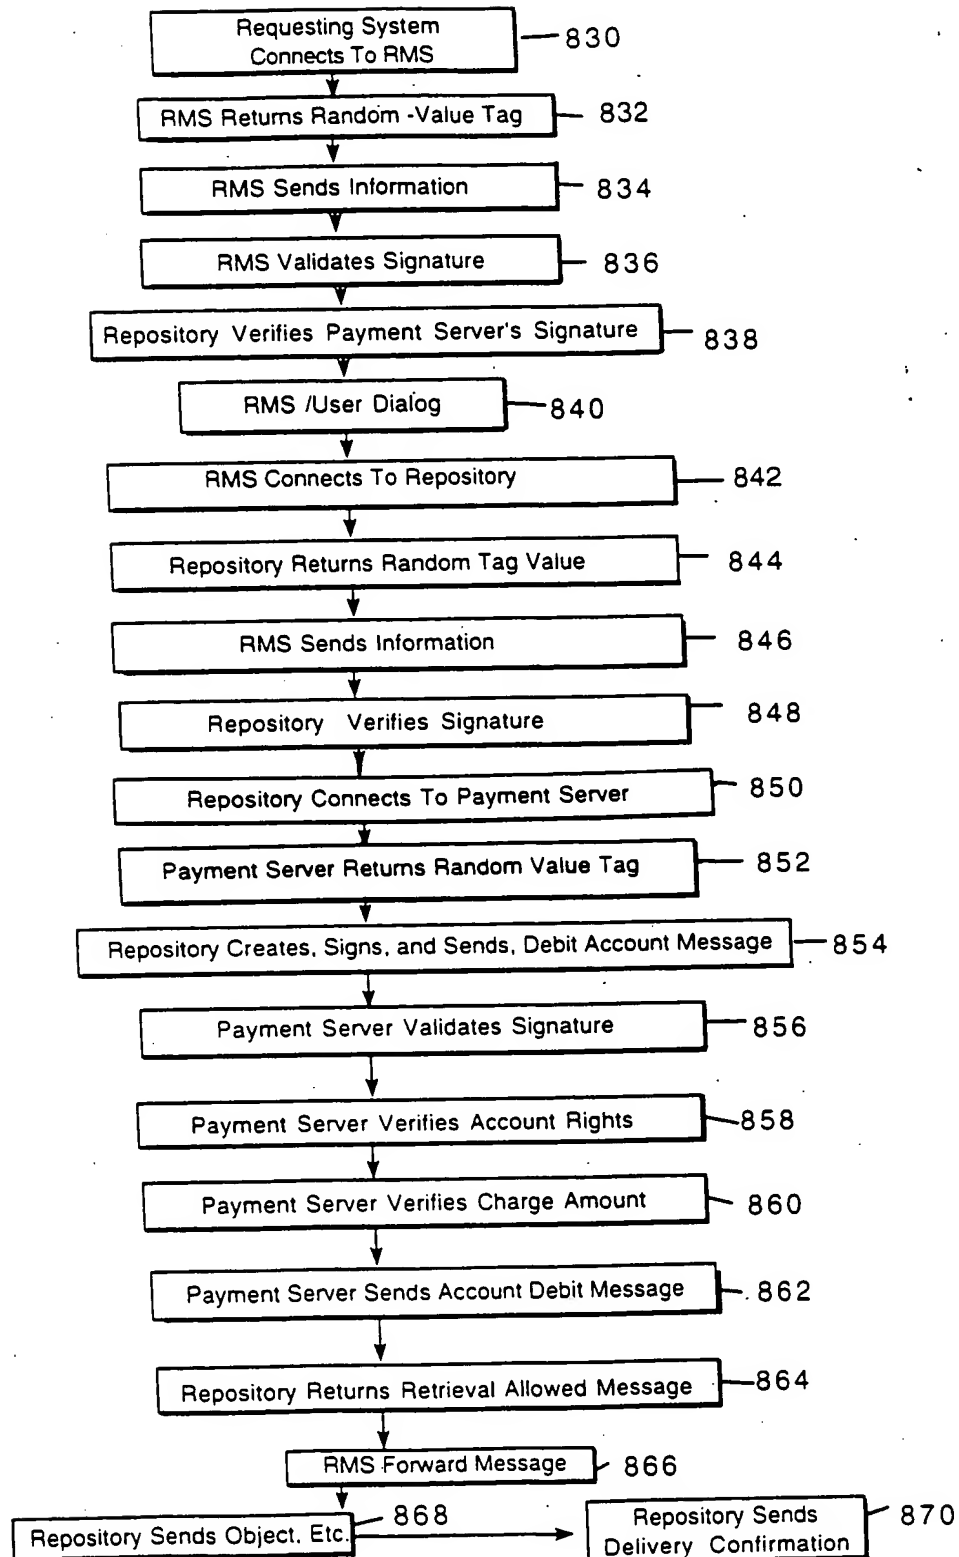 Requesting System
Connects To RMS
830
RMS Returns Random -Value Tag
832
RMS Sends Information
834
RMS Validates Signature
836
Repository Verifies Payment Server's Signature
838
RMS /User Dialog
840
RMS Connects To Repository
842
Repository Returns Random Tag Value
844
RMS Sends Information
846
Repository Verifies Signature
848
Repository Connects To Payment Server
850
Payment Server Returns Random Value Tag
852
Repository Creates, Signs, and Sends, Debit Account Message
854
Payment Server Validates Signature
856
Payment Server Verifies Account Rights
858
Payment Server Verifies Charge Amount
860
Payment Server Sends Account Debit Message
862
Repository Returns Retrieval Allowed Message
864
RMS Forward Message
866
Repository Sends Object, Etc.
868
Repository Sends
Delivery Confirmation
870